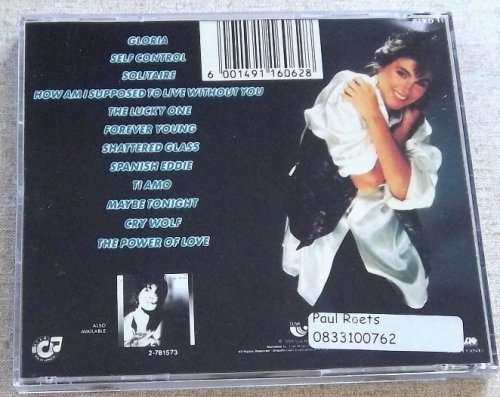 GLORIA
SELF CONTROL
SOLITAIRE
HOW AM I SUPPOSED TO LIVE WITHOUT YOU
THE LUCKY ONE
FOREVER YOUNG
SHATTERED GLASS
SPANISH EDDIE
TI AMO
MAYBE TONIGHT
CRY WOLF
THE POWER OF LOVE
6 001491 160628
ALSO
AVAILABLE
2-781573
Paul Roets
0833100762